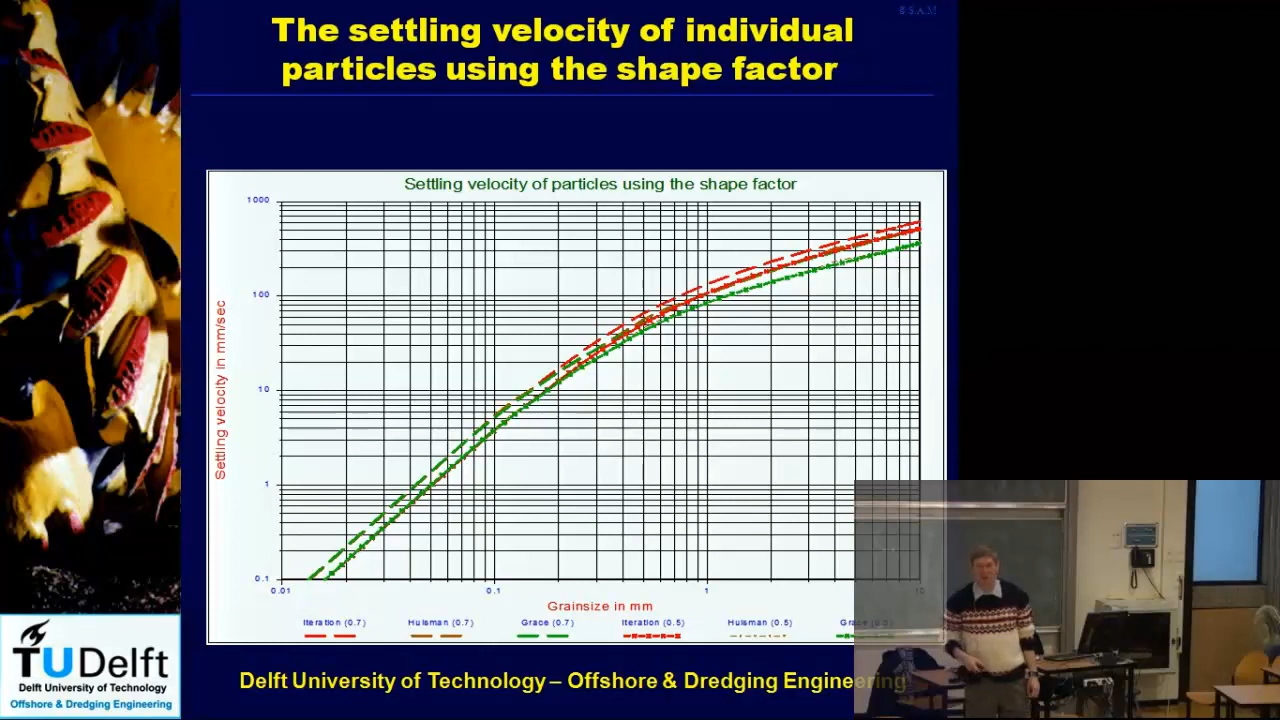 © S.A.M
The settling velocity of individual
particles using the shape factor
Settling velocity of particles using the shape factor
1000
100
10
1
0.1
Settling velocity in mm/sec
0.01 0.1 1 10
Grainsize in mm
Iteration (0.7) Huisman (0.7) Grace (0.7) Iteration (0.5) Huisman (0.5) Grace (0.5)
TUDelft
Delft University of Technology
Offshore & Dredging Engineering
Delft University of Technology – Offshore & Dredging Engineering